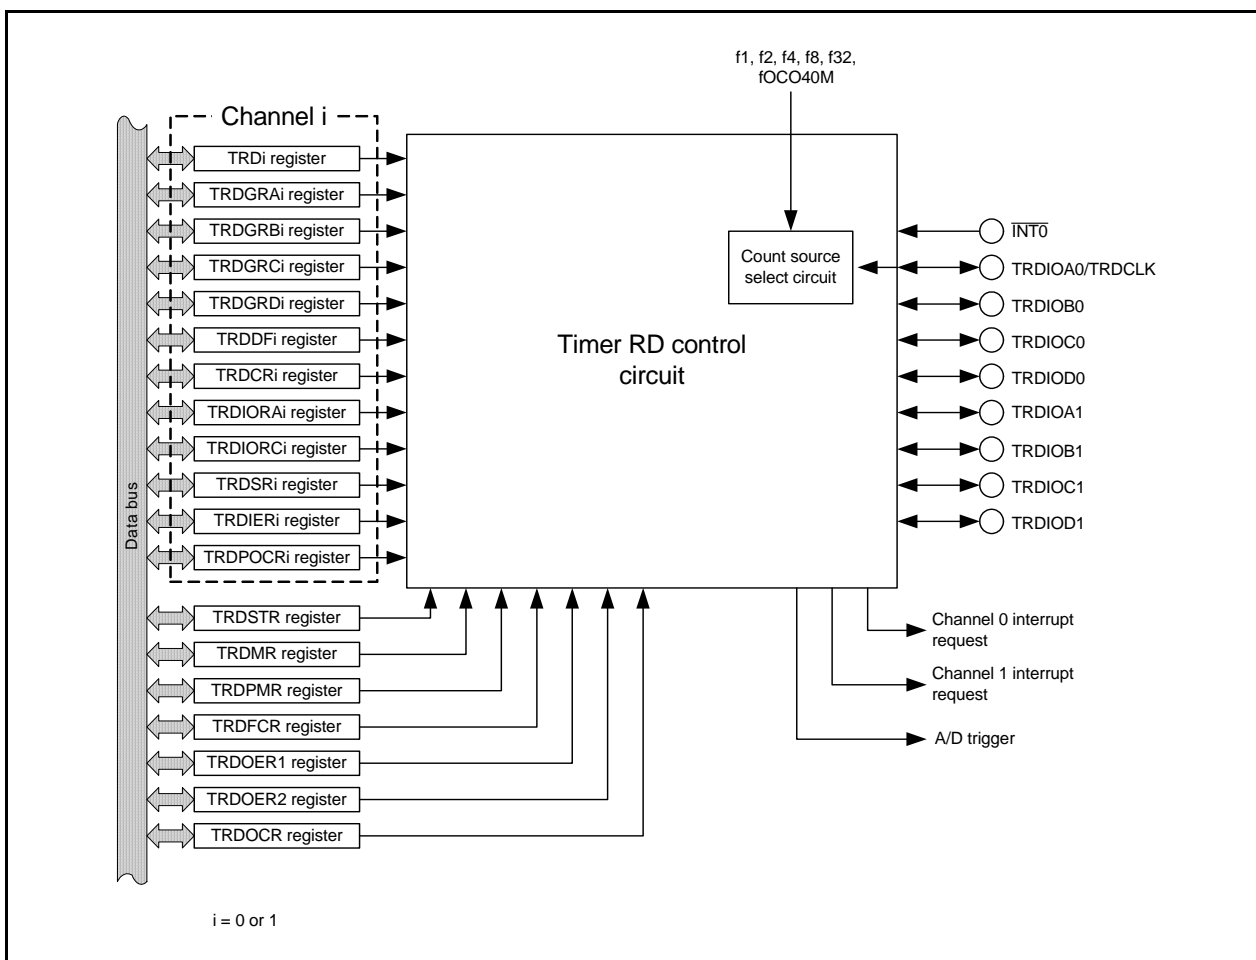 f1, f2, f4, f8, f32,
fOCO40M
Channel i
TRDi register
TRDGRAi register
TRDGRBi register
TRDGRCi register
TRDGRDi register
TRDDFi register
TRDCRi register
TRDIORAi register
TRDIORCi register
TRDSRi register
TRDIERi register
TRDPOCRi register
Data bus
TRDSTR register
TRDMR register
TRDPMR register
TRDFCR register
TRDOER1 register
TRDOER2 register
TRDOCR register
Count source
select circuit
Timer RD control
circuit
INT0
TRDIOA0/TRDCLK
TRDIOB0
TRDIOC0
TRDIOD0
TRDIOA1
TRDIOB1
TRDIOC1
TRDIOD1
Channel 0 interrupt
request
Channel 1 interrupt
request
A/D trigger
i = 0 or 1